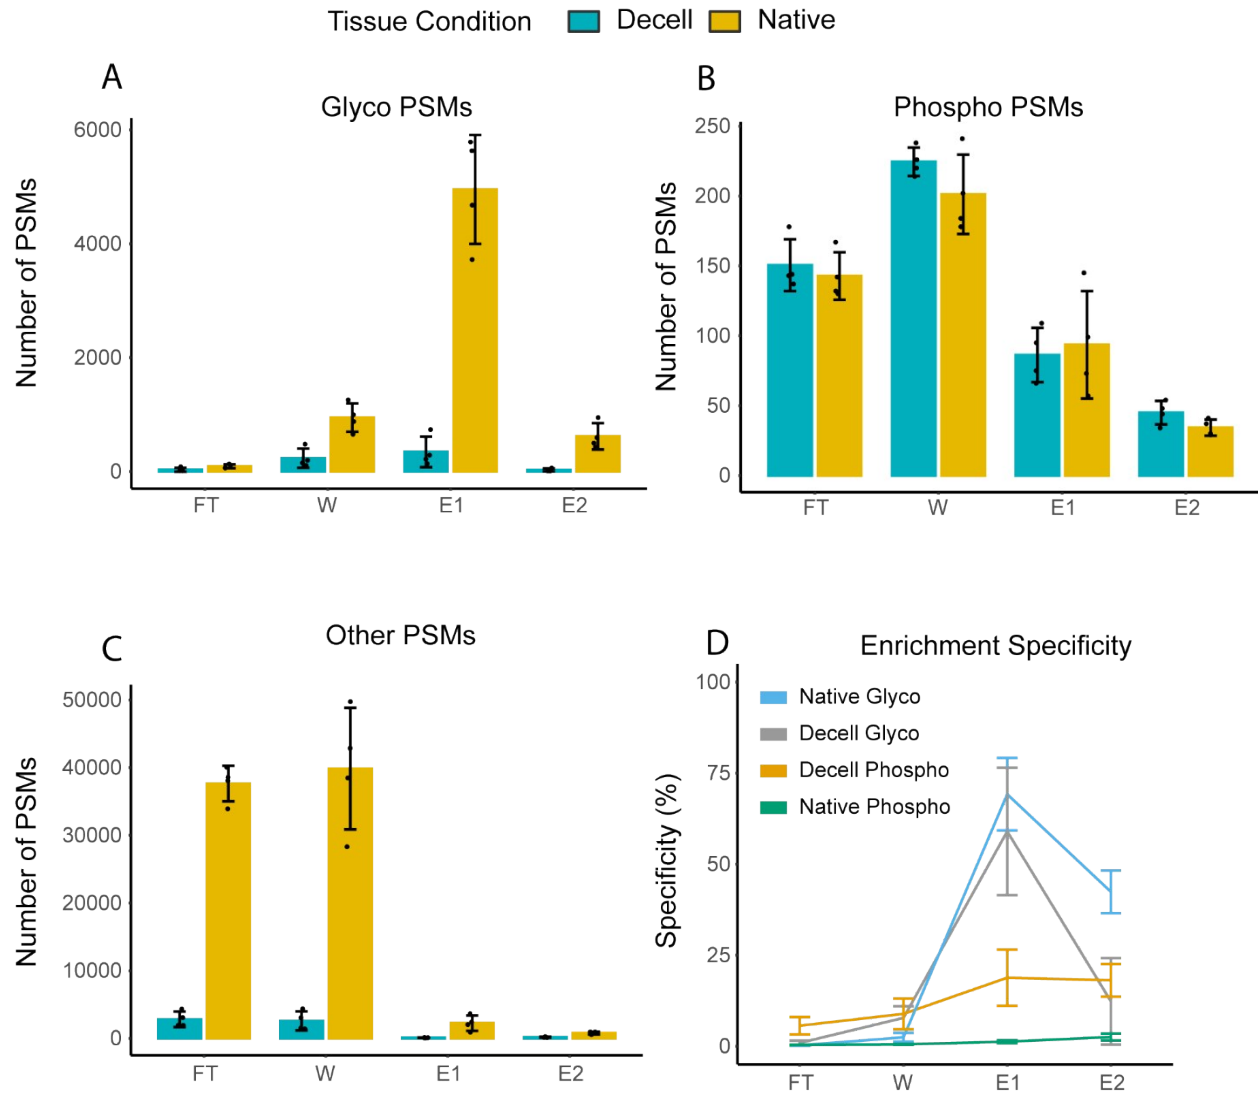 Tissue Condition Decell Native
A
Glyco PSMs
Number of PSMs
6000
4000
2000
0
FT W E1 E2
B
Phospho PSMs
Number of PSMs
250
200
150
100
50
0
FT W E1 E2
C
Other PSMs
Number of PSMs
50000
40000
30000
20000
10000
0
FT W E1 E2
D
Enrichment Specificity
Specificity (%)
100
75
50
25
0
Native Glyco
Decell Glyco
Decell Phospho
Native Phospho
FT W E1 E2